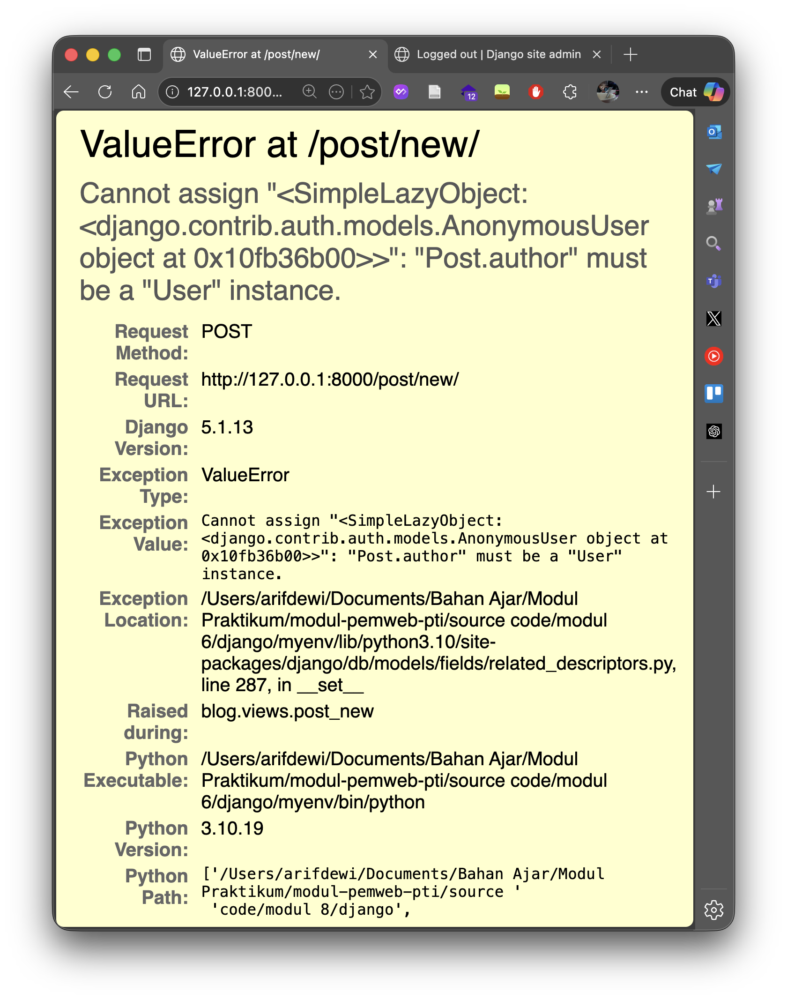 ValueError at /post/new/
Logged out | Django site admin
127.0.0.1:800...
12
Chat
ValueError at /post/new/
Cannot assign "<SimpleLazyObject:
<django.contrib.auth.models.AnonymousUser
object at 0x10fb36b00>>": "Post.author" must
be a "User" instance.
Request Method: POST
Request URL: http://127.0.0.1:8000/post/new/
Django Version: 5.1.13
Exception Type: ValueError
Exception Value: Cannot assign "<SimpleLazyObject:
<django.contrib.auth.models.AnonymousUser object at
0x10fb36b00>>": "Post.author" must be a "User"
instance.
Exception Location: /Users/arifdewi/Documents/Bahan Ajar/Modul
Praktikum/modul-pemweb-pti/source code/modul
6/django/myenv/lib/python3.10/site-
packages/django/db/models/fields/related_descriptors.py,
line 287, in __set__
Raised during: blog.views.post_new
Python Executable: /Users/arifdewi/Documents/Bahan Ajar/Modul
Praktikum/modul-pemweb-pti/source code/modul
6/django/myenv/bin/python
Python Version: 3.10.19
Python Path: ['/Users/arifdewi/Documents/Bahan Ajar/Modul
Praktikum/modul-pemweb-pti/source '
'code/modul 8/django',